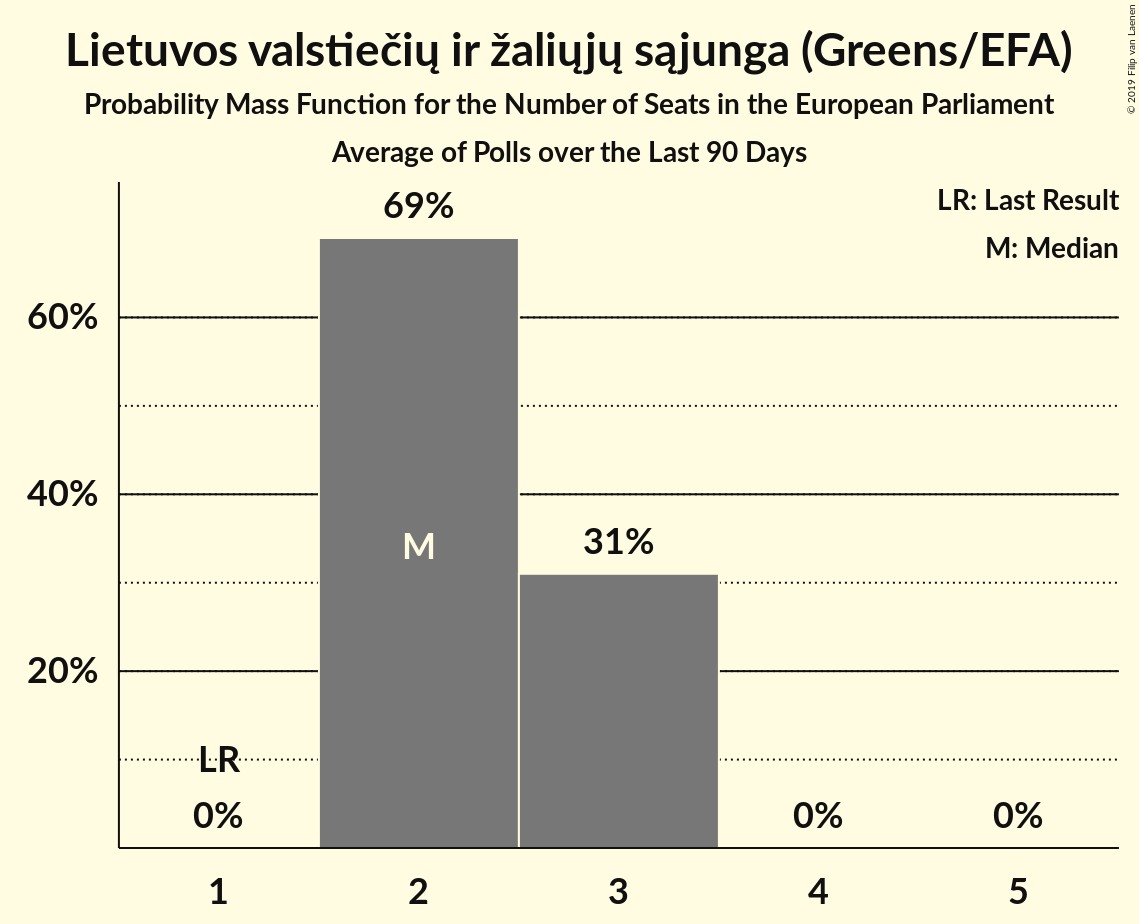 Lietuvos valstiečių ir žaliųjų sąjunga (Greens/EFA)
Probability Mass Function for the Number of Seats in the European Parliament
Average of Polls over the Last 90 Days
© 2019 Filip van Laenen
LR: Last Result
M: Median
69%
60%
40%
M
31%
20%
LR
0%
0%
0%
1
2
3
4
5